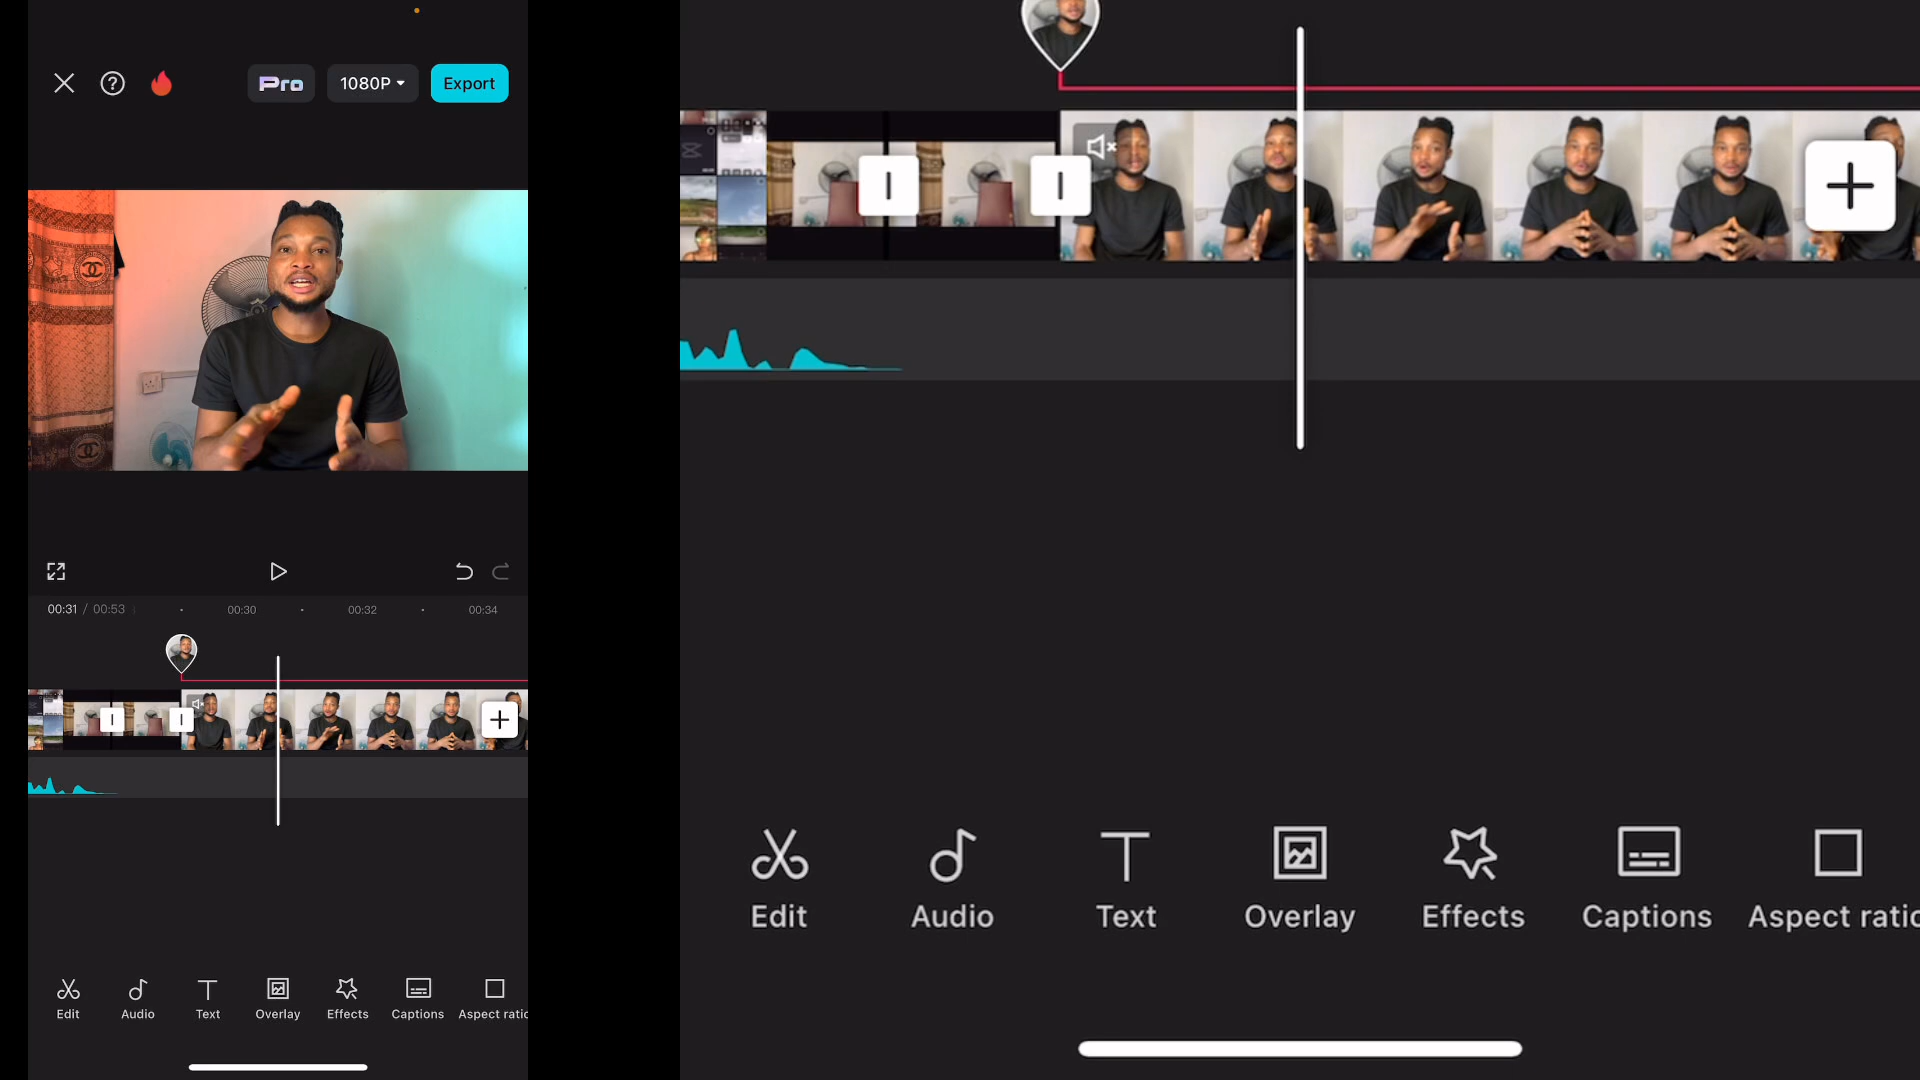 Pro 1080P Export
00:31 / 00:53 00:30 00:32 00:34
Edit Audio Text Overlay Effects Captions Aspect ratio
Edit Audio Text Overlay Effects Captions Aspect ratio